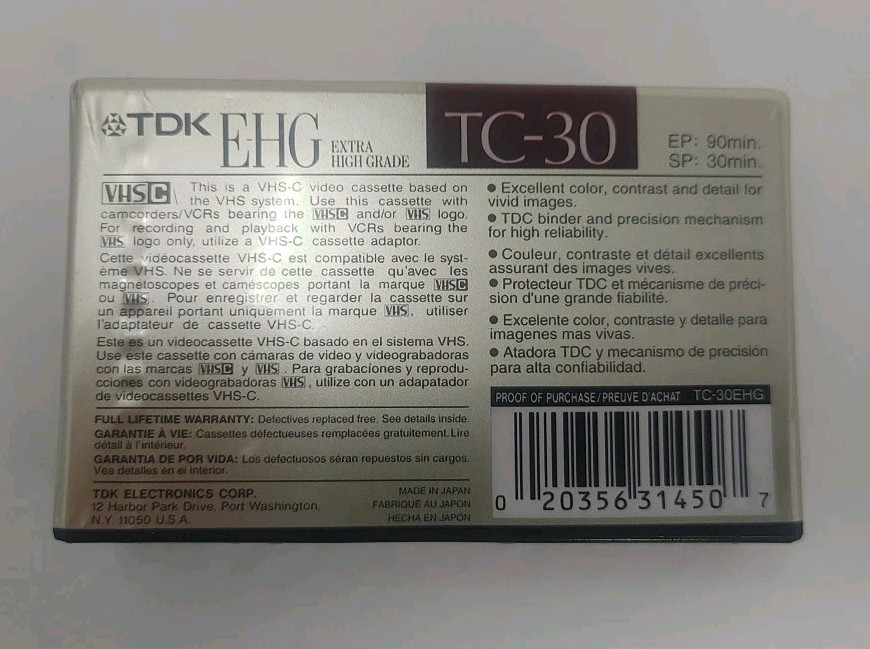 TDK E-HG EXTRA HIGH GRADE
TC-30
EP: 90min.
SP: 30min.
VHS C This is a VHS-C video cassette based on
the VHS system. Use this cassette with
camcorders/VCRs bearing the VHS C and/or VHS logo.
For recording and playback with VCRs bearing the
VHS logo only, utilize a VHS-C cassette adaptor.
Cette vidéocassette VHS-C est compatible avec le syst-
ème VHS. Ne se servir de cette cassette qu'avec les
magnétoscopes et caméscopes portant la marque VHS C
ou VHS. Pour enregistrer et regarder la cassette sur
un appareil portant uniquement la marque VHS, utiliser
l'adaptateur de cassette VHS-C.
Este es un videocassette VHS-C basado en el sistema VHS.
Use este cassette con cámaras de video y videograbadoras
con las marcas VHS C y VHS. Para grabacíones y reprodu-
cciones con videograbadoras VHS, utilize con un adapatador
de videocassettes VHS-C.
FULL LIFETIME WARRANTY: Defectives replaced free. See details inside.
GARANTIE À VIE: Cassettes défectueuses remplacées gratuitement. Lire
détail à l'intérieur.
GARANTIA DE POR VIDA: Los defectuosos séran repuestos sin cargos.
Vea detalles en el interior.
TDK ELECTRONICS CORP.
12 Harbor Park Drive, Port Washington,
N.Y. 11050 U.S.A.
MADE IN JAPAN
FABRIQUÉ AU JAPON
HECHA EN JAPÓN
● Excellent color, contrast and detail for
vivid images.
● TDC binder and precision mechanism
for high reliability.
● Couleur, contraste et détail excellents
assurant des images vives.
● Protecteur TDC et mécanisme de préci-
sion d'une grande fiabilité.
● Excelente color, contraste y detalle para
imagenes mas vivas.
● Atadora TDC y mecanismo de precisión
para alta confiabilidad.
PROOF OF PURCHASE/PREUVE D'ACHAT TC-30EHG
0 20356 31450 7